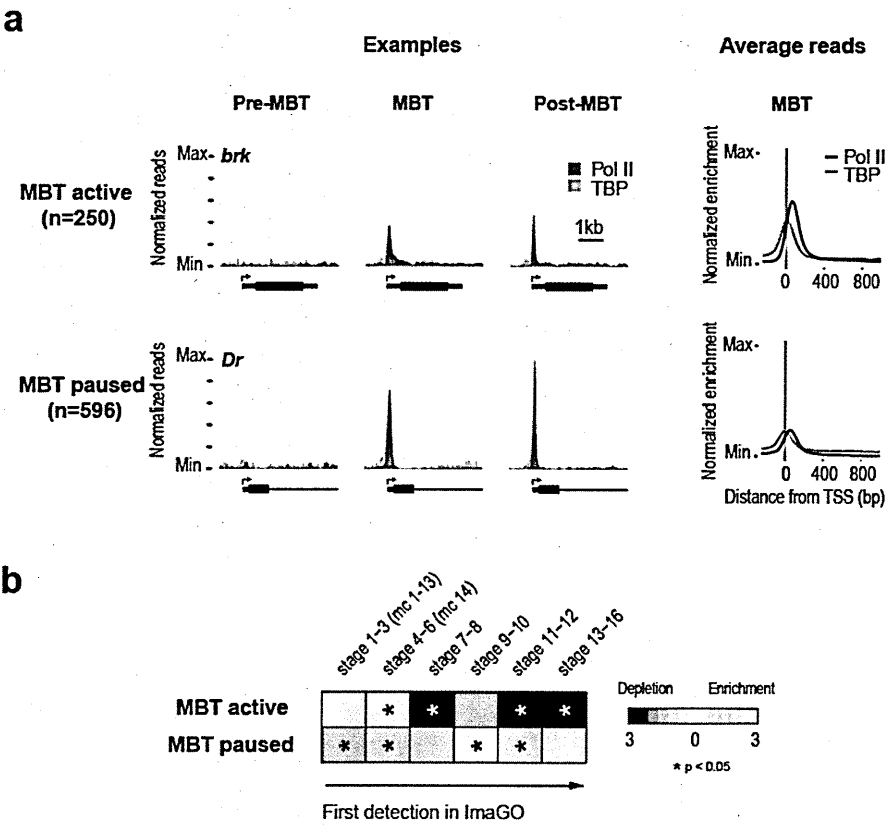 a
Examples
Average reads
Pre-MBT
MBT
Post-MBT
MBT
MBT active
(n=250)
Normalized reads
Max
brk
Min
Pol II
TBP
1kb
Normalized enrichment
Max
Min
Pol II
TBP
0 400 800
MBT paused
(n=596)
Normalized reads
Max
Dr
Min
Normalized enrichment
Max
Min
0 400 800
Distance from TSS (bp)
b
stage 1–3 (mc 1-13)
stage 4–6 (mc 14)
stage 7–8
stage 9–10
stage 11–12
stage 13–16
MBT active
* * * *
MBT paused
* * * *
Depletion Enrichment
3 0 3
* p < 0.05
First detection in ImaGO